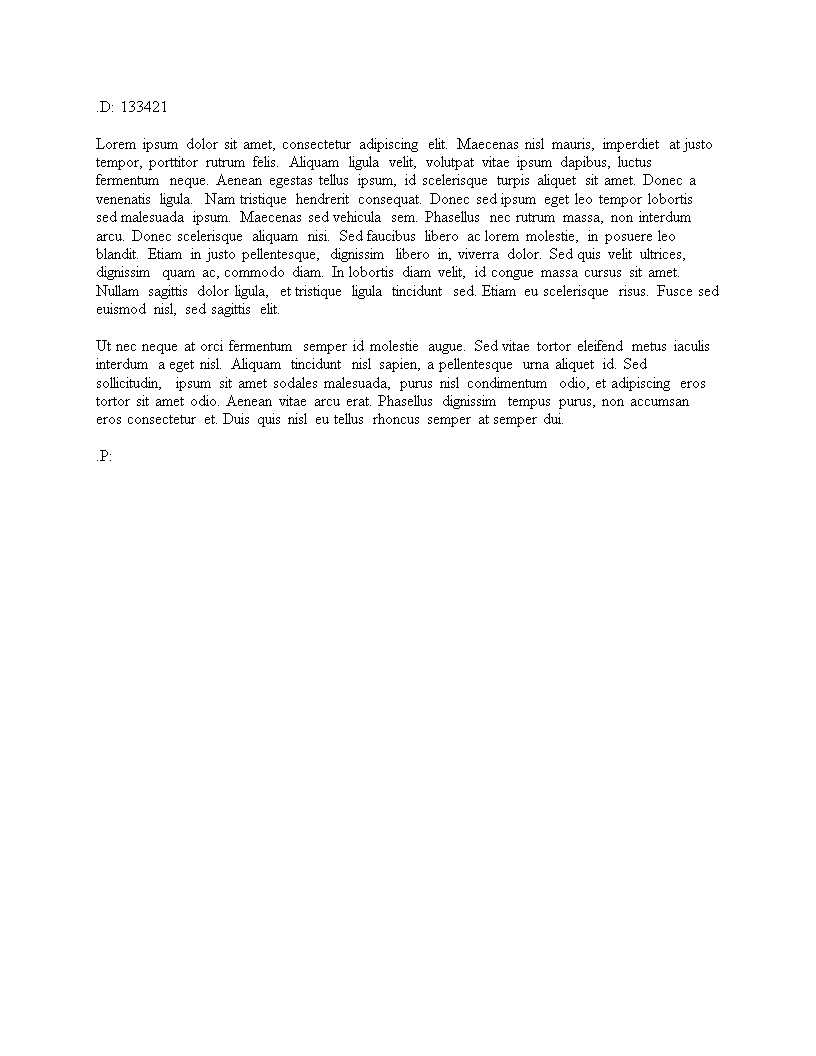 .D: 133421
Lorem ipsum dolor sit amet, consectetur adipiscing elit. Maecenas nisl mauris, imperdiet at justo
tempor, porttitor rutrum felis. Aliquam ligula velit, volutpat vitae ipsum dapibus, luctus
fermentum neque. Aenean egestas tellus ipsum, id scelerisque turpis aliquet sit amet. Donec a
venenatis ligula. Nam tristique hendrerit consequat. Donec sed ipsum eget leo tempor lobortis
sed malesuada ipsum. Maecenas sed vehicula sem. Phasellus nec rutrum massa, non interdum
arcu. Donec scelerisque aliquam nisi. Sed faucibus libero ac lorem molestie, in posuere leo
blandit. Etiam in justo pellentesque, dignissim libero in, viverra dolor. Sed quis velit ultrices,
dignissim quam ac, commodo diam. In lobortis diam velit, id congue massa cursus sit amet.
Nullam sagittis dolor ligula, et tristique ligula tincidunt sed. Etiam eu scelerisque risus. Fusce sed
euismod nisl, sed sagittis elit.
Ut nec neque at orci fermentum semper id molestie augue. Sed vitae tortor eleifend metus iaculis
interdum a eget nisl. Aliquam tincidunt nisl sapien, a pellentesque urna aliquet id. Sed
sollicitudin, ipsum sit amet sodales malesuada, purus nisl condimentum odio, et adipiscing eros
tortor sit amet odio. Aenean vitae arcu erat. Phasellus dignissim tempus purus, non accumsan
eros consectetur et. Duis quis nisl eu tellus rhoncus semper at semper dui.
.P: